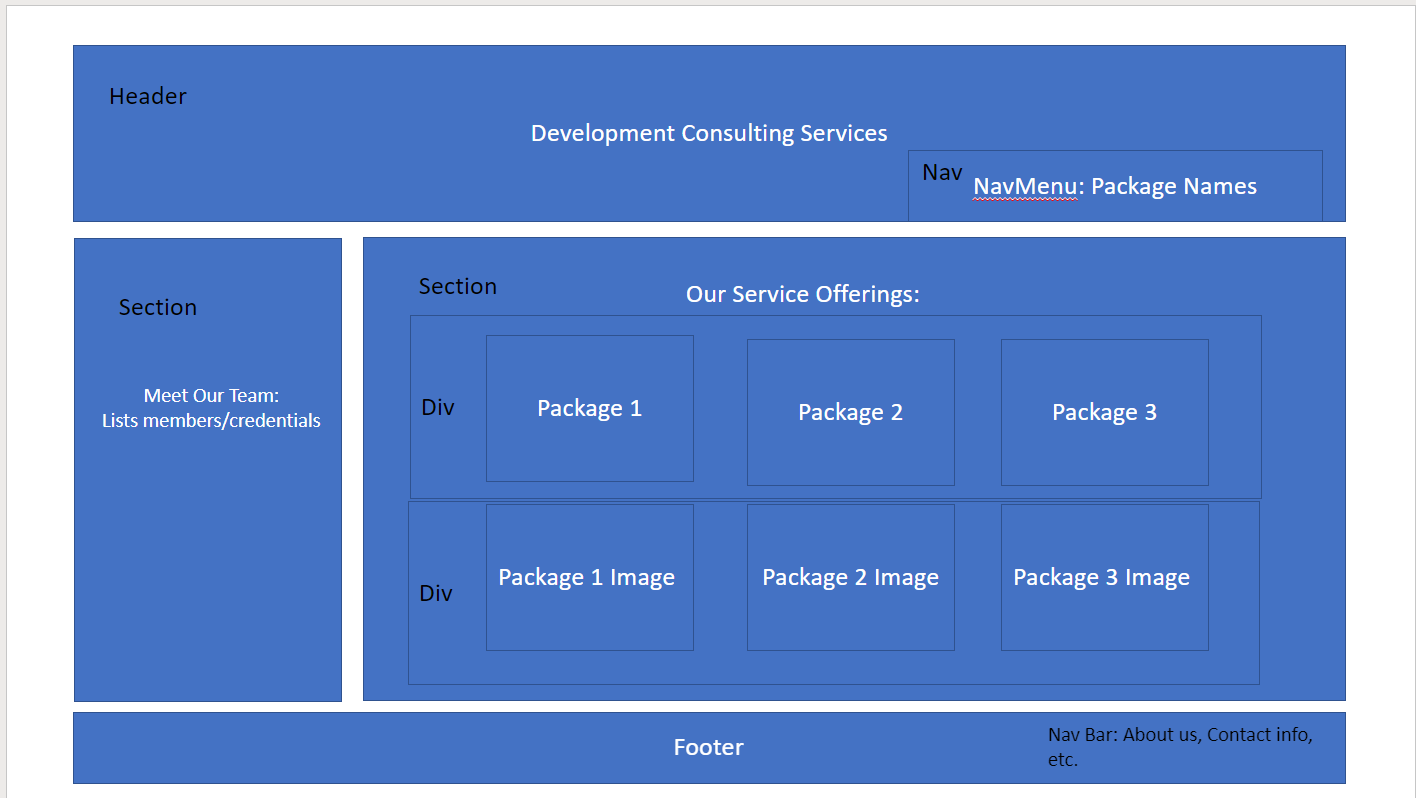 Header
Development Consulting Services
Nav
NavMenu: Package Names
Section
Meet Our Team:
Lists members/credentials
Section
Our Service Offerings:
Div
Package 1
Package 2
Package 3
Div
Package 1 Image
Package 2 Image
Package 3 Image
Footer
Nav Bar: About us, Contact info,
etc.